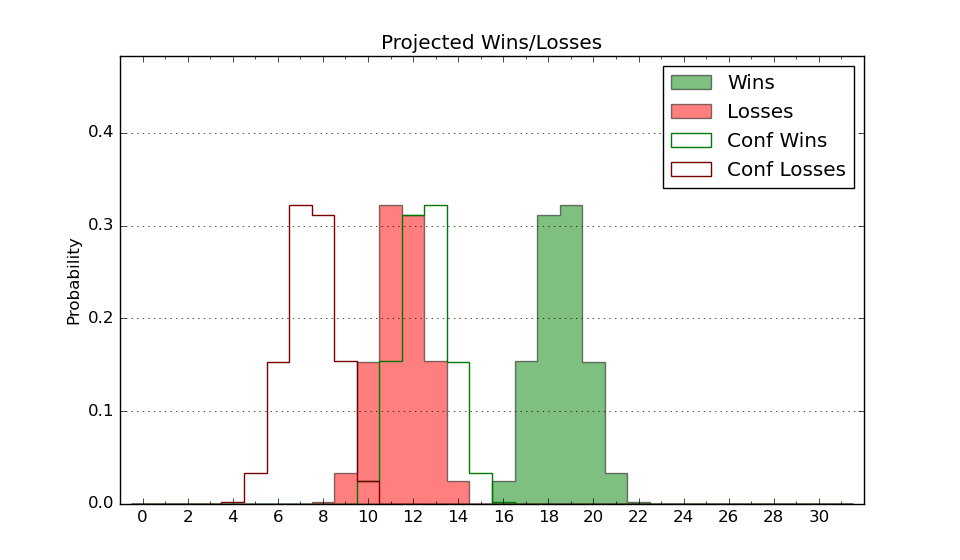 Projected Wins/Losses
Wins
Losses
Conf Wins
Conf Losses
Probability
0.4
0.3
0.2
0.1
0.0
0 2 4 6 8 10 12 14 16 18 20 22 24 26 28 30